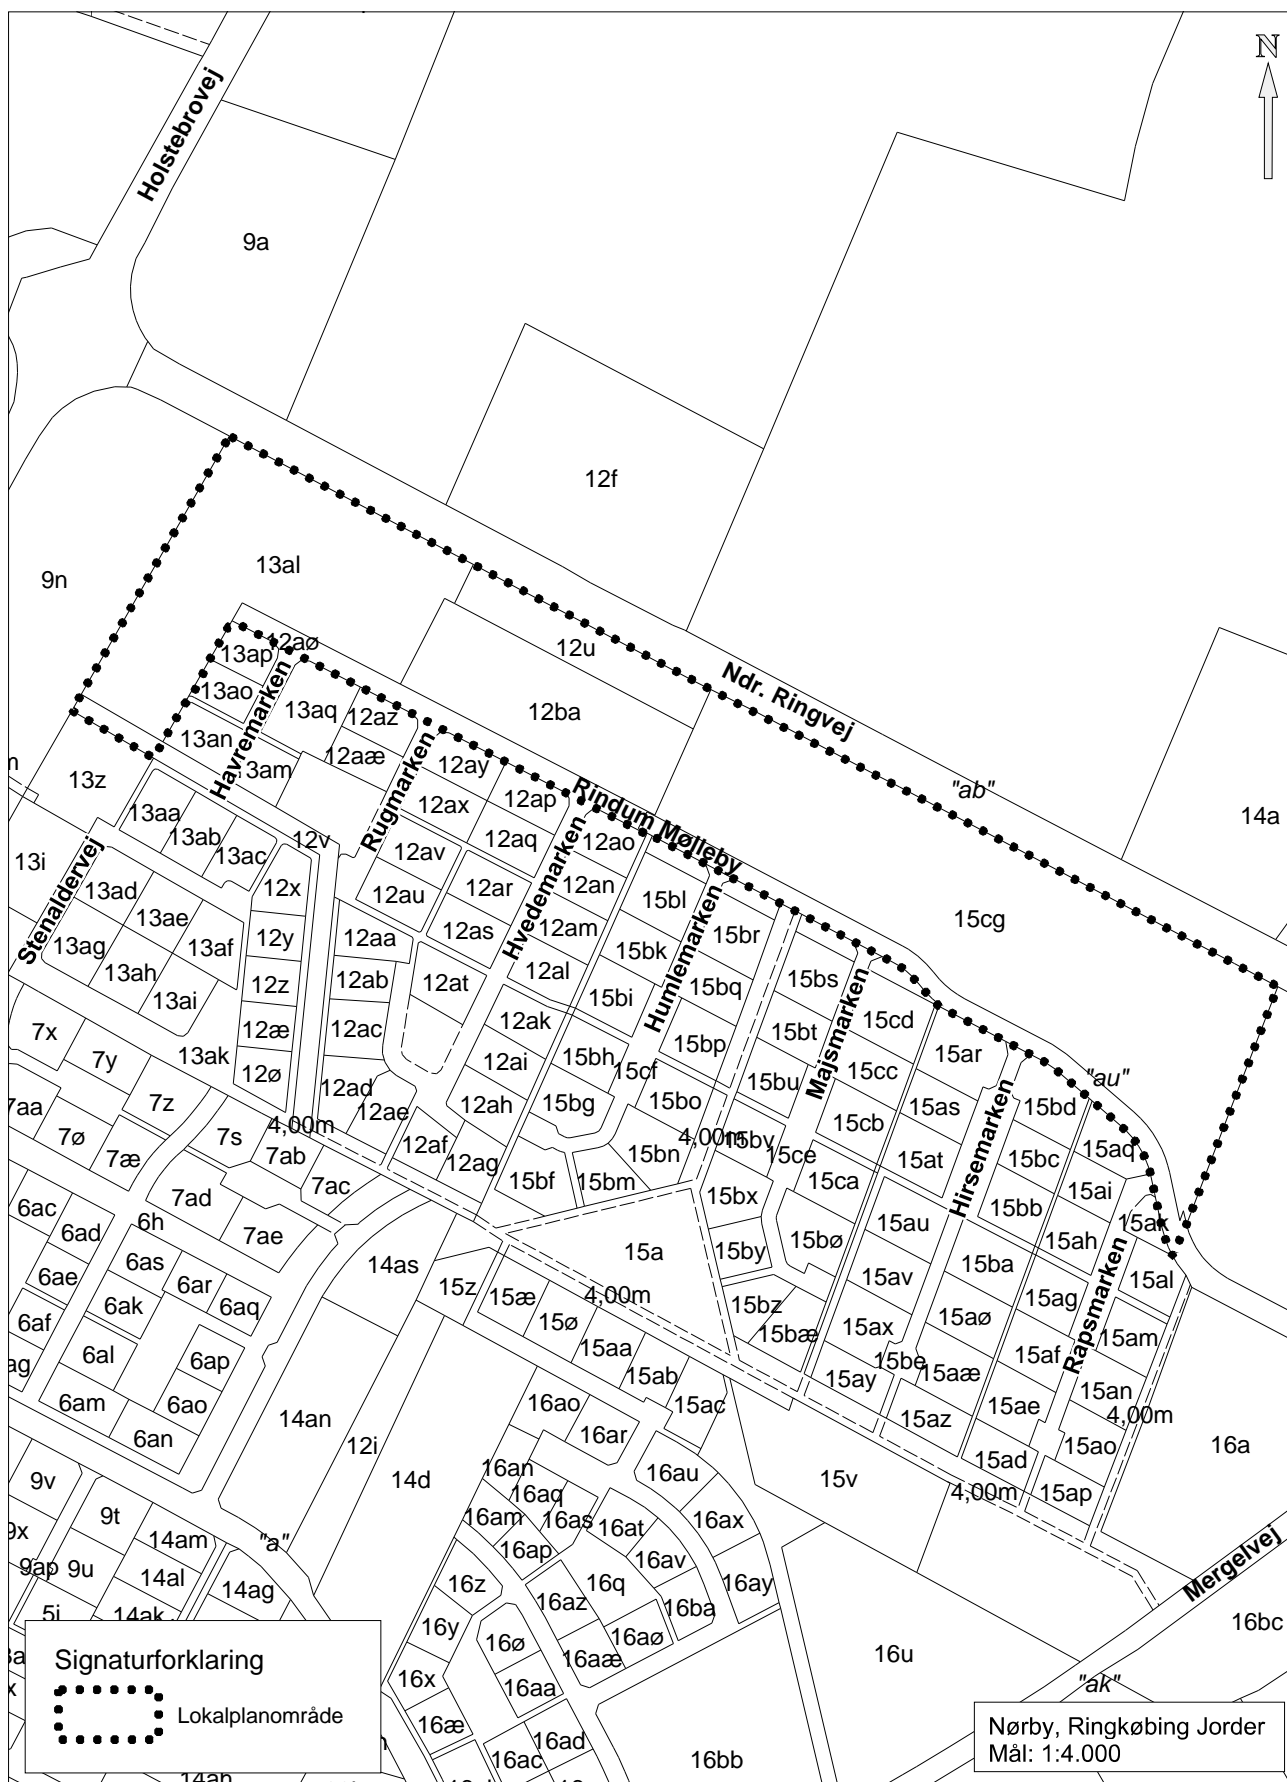 N
Holstebrovej
9a
12f
9n
13al
12u
12ba
Ndr. Ringvej
"ab"
14a
12aø
13ap
13ao
13aq
12az
12aæ
13an
Havremarken
Rugmarken
12ay
12ap
12ax
12aq
12ao
Rindum Mølleby
13z
13i
13aa
13ab
13ac
12v
12av
12au
12ar
12as
Hvedemarken
12an
12am
12al
15bl
15bk
15bi
15br
15bq
15bp
Humlemarken
15cg
15bs
15bt
15bu
Majsmarken
15cd
15cc
15cb
15ar
15as
15at
Hirsemarken
"au"
15bd
15bc
15bb
15aq
15ai
15ah
15ak
15al
Stenaldervej
13ad
13ae
13af
13ag
13ah
13ai
12x
12y
12z
12æ
12ø
12aa
12ab
12ac
12ad
12ae
12at
12ak
12ai
12ah
12af
12ag
15bh
15cf
15bg
15bo
15bn
15bm
15bf
4,00m
15bv
15ce
15ca
15bx
15by
15bø
15bz
15bæ
15au
15av
15ax
15ay
15be
15ba
15aø
15aæ
15az
15ag
15af
15ae
15ad
Rapsmarken
15am
15an
15ao
15ap
4,00m
16a
7x
7y
7z
13ak
7aa
7ø
7æ
7s
7ab
7ac
4,00m
7ad
7ae
6h
6ac
6ad
6ae
6af
6as
6ar
6ak
6aq
6al
6ap
6am
6ao
6an
14as
15z
15æ
15ø
15aa
15ab
15ac
15a
4,00m
14an
12i
14d
16ao
16ar
16an
16aq
16as
16am
16ap
16at
16au
16ax
16av
16ay
16q
16az
16ba
16z
16y
16x
16æ
16ø
16aa
16aæ
16aø
16ad
16ac
16bb
15v
4,00m
16u
Mergelvej
16bc
"ak"
9v
9t
9u
9ap
14am
14al
14ak
14ag
"a"
Signaturforklaring
Lokalplanområde
Nørby, Ringkøbing Jorder
Mål: 1:4.000